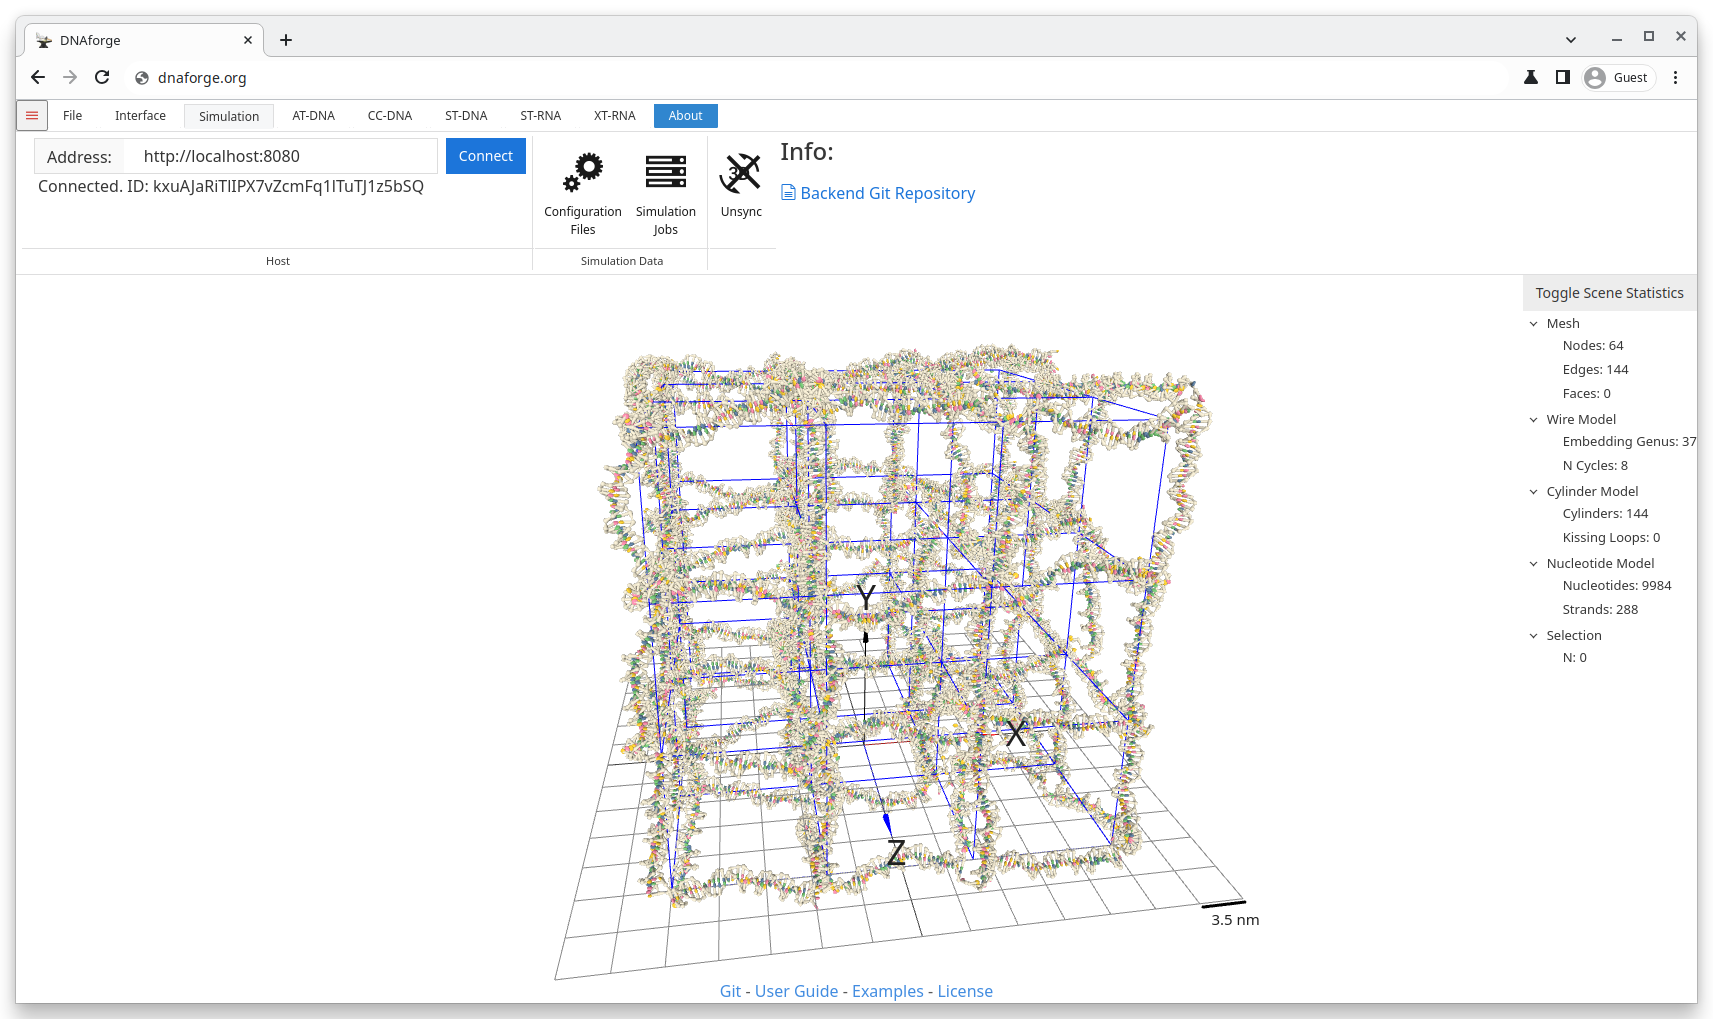 DNAforge
dnaforge.org
Guest
File Interface Simulation AT-DNA CC-DNA ST-DNA ST-RNA XT-RNA About
Address: http://localhost:8080 Connect
Connected. ID: kxuAJaRiTlIPX7vZcmFq1lTuTJ1z5bSQ
Host
Configuration
Files
Simulation
Jobs
Simulation Data
3D
Unsync
Info:
Backend Git Repository
Toggle Scene Statistics
Mesh
Nodes: 64
Edges: 144
Faces: 0
Wire Model
Embedding Genus: 37
N Cycles: 8
Cylinder Model
Cylinders: 144
Kissing Loops: 0
Nucleotide Model
Nucleotides: 9984
Strands: 288
Selection
N: 0
Y
X
Z
3.5 nm
Git - User Guide - Examples - License